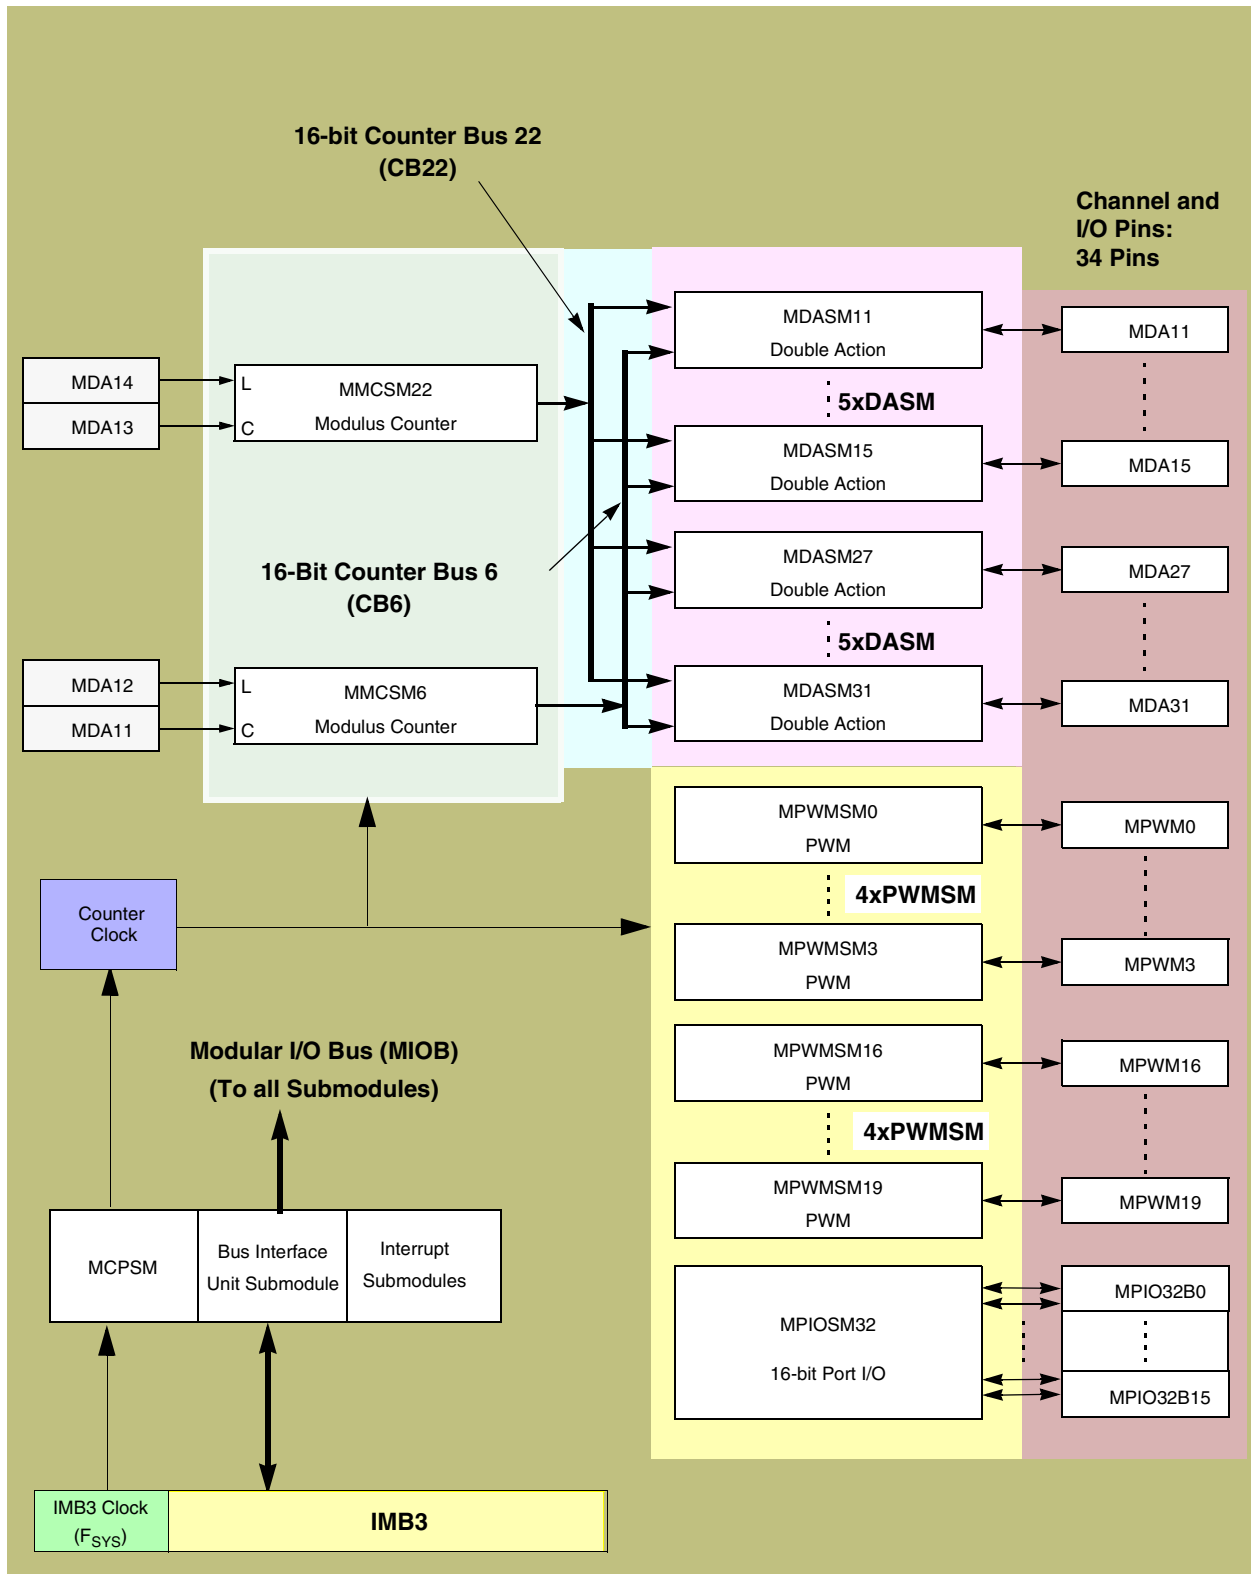 16-bit Counter Bus 22
(CB22)
Channel and
I/O Pins:
34 Pins
MDA14
MDA13
L
C
MMCSM22
Modulus Counter
MDASM11
Double Action
MDA11
5xDASM
MDASM15
Double Action
MDA15
16-Bit Counter Bus 6
(CB6)
MDASM27
Double Action
MDA27
5xDASM
MDA12
MDA11
L
C
MMCSM6
Modulus Counter
MDASM31
Double Action
MDA31
MPWMSM0
PWM
MPWM0
4xPWMSM
Counter
Clock
MPWMSM3
PWM
MPWM3
Modular I/O Bus (MIOB)
(To all Submodules)
MPWMSM16
PWM
MPWM16
4xPWMSM
MPWMSM19
PWM
MPWM19
MCPSM
Bus Interface
Unit Submodule
Interrupt
Submodules
MPIOSM32
16-bit Port I/O
MPIO32B0
MPIO32B15
IMB3 Clock
(FSYS)
IMB3